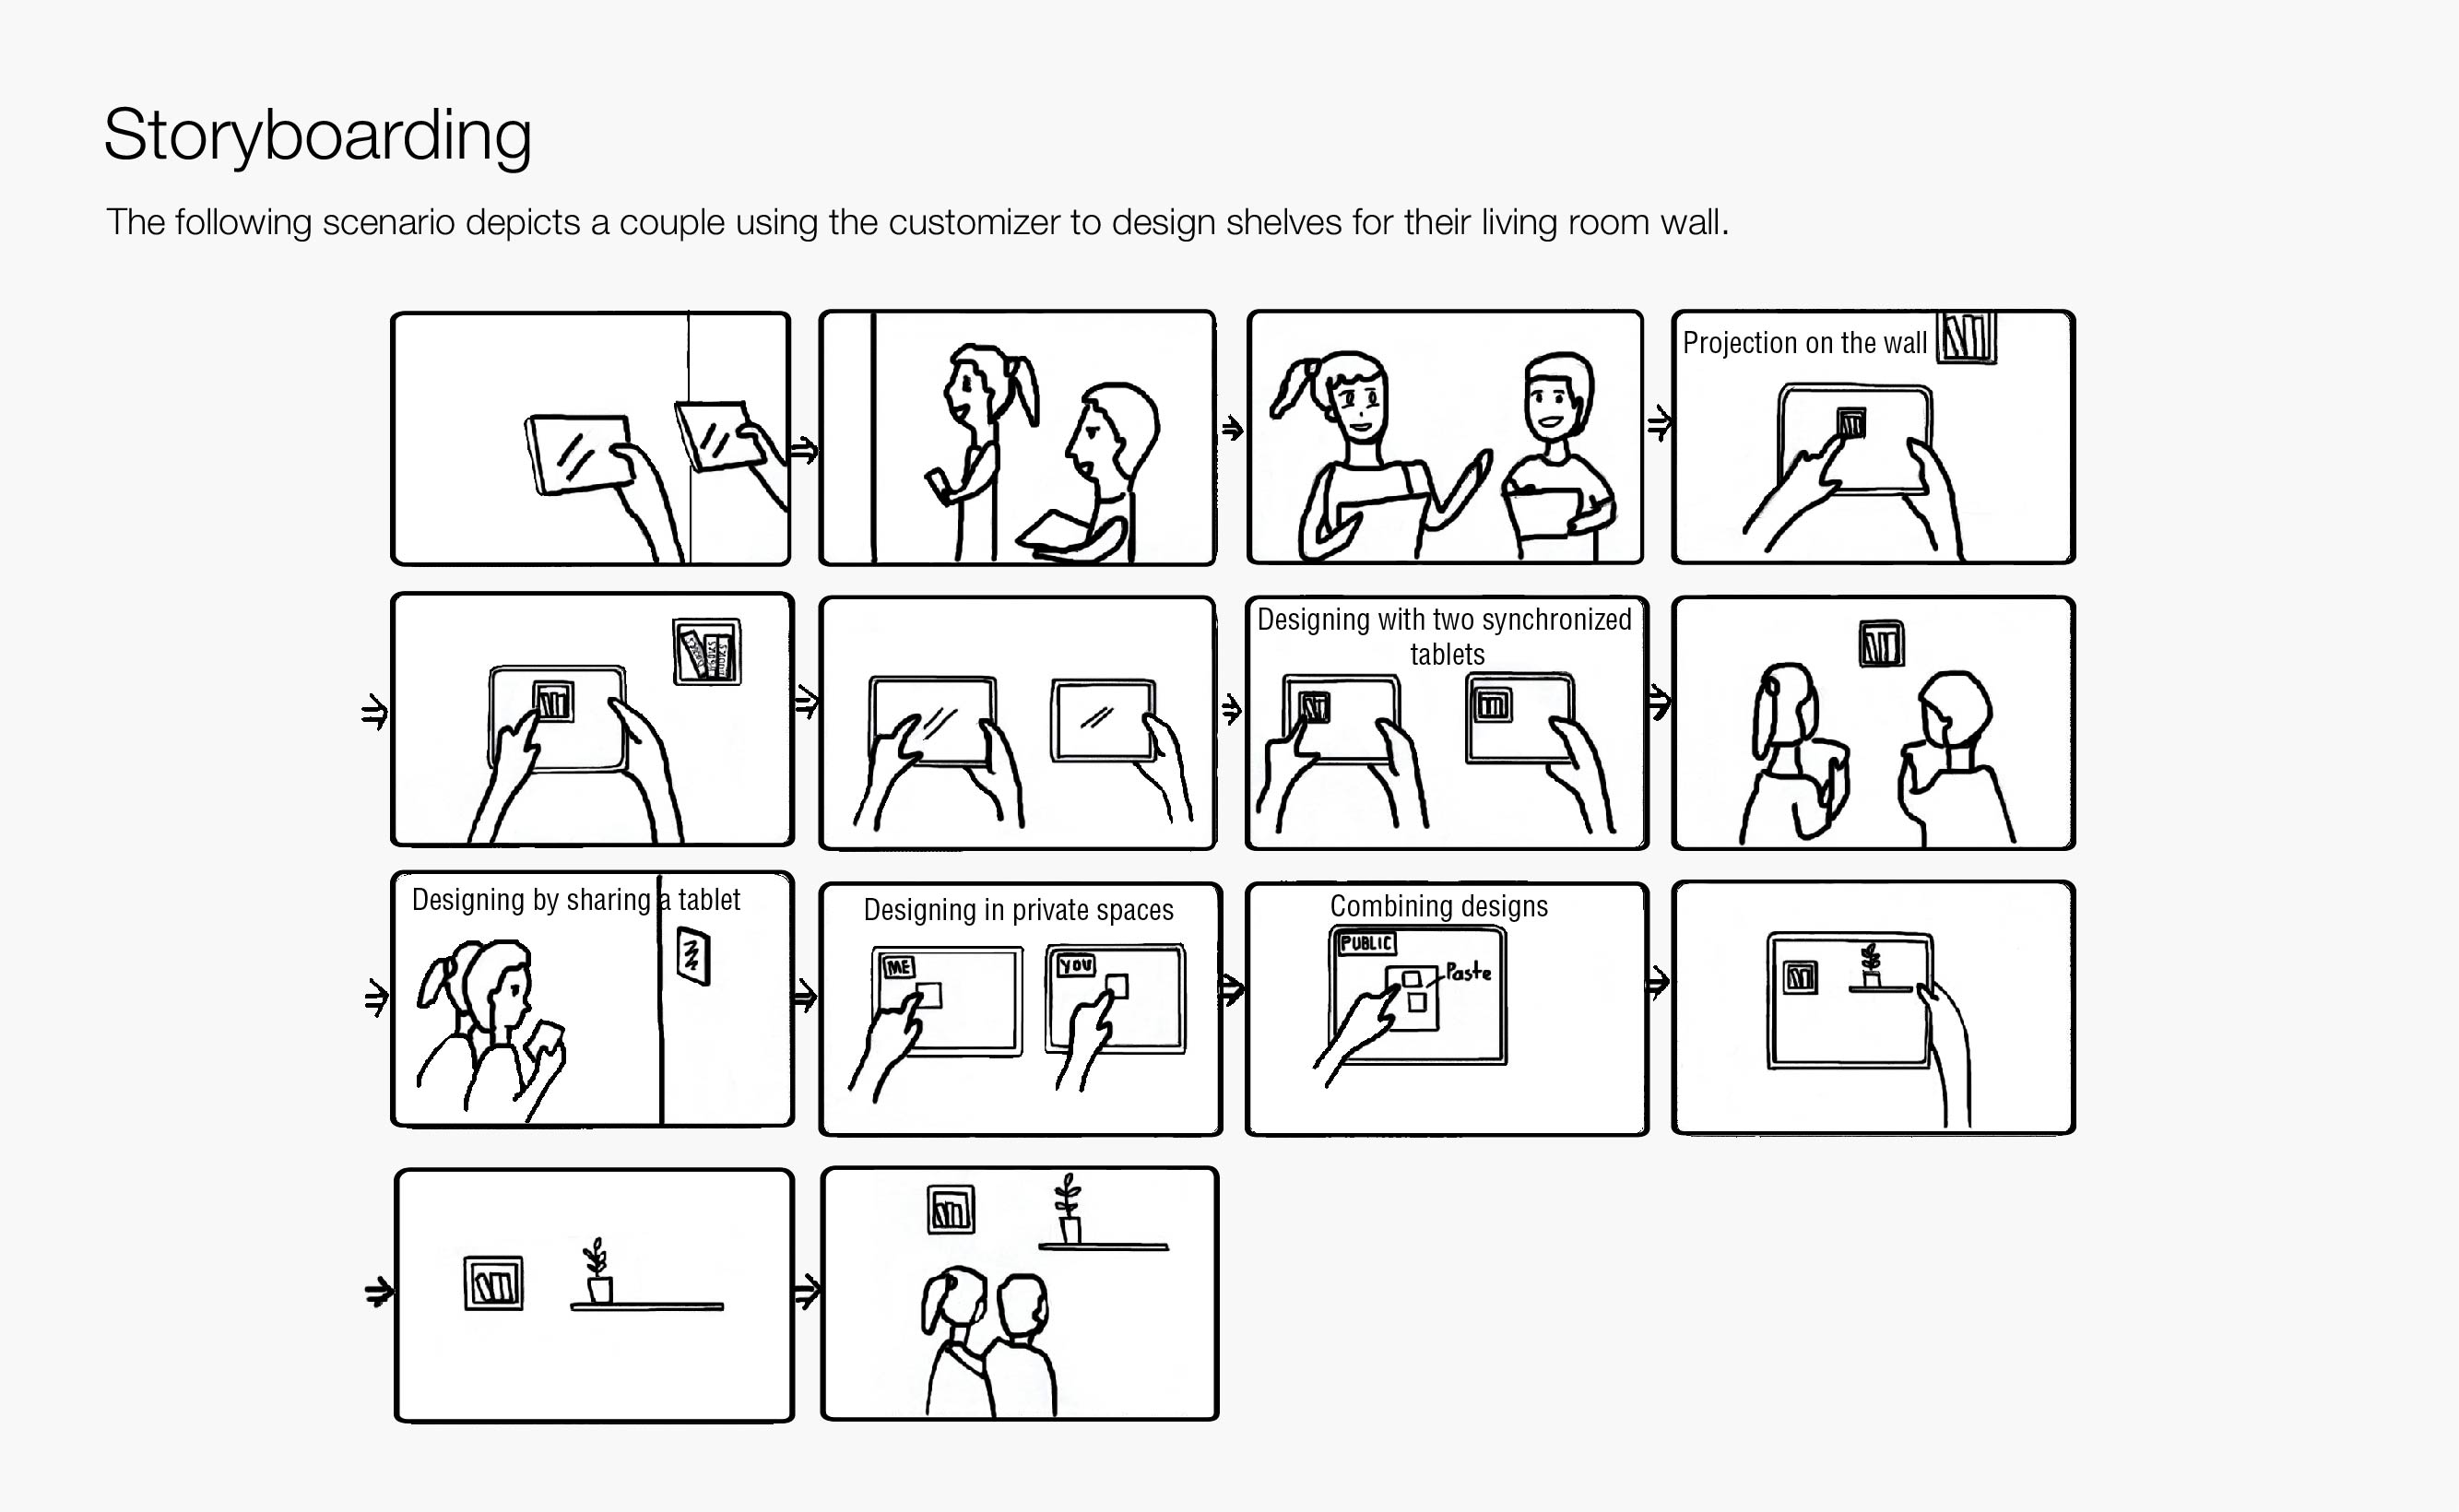 Storyboarding
The following scenario depicts a couple using the customizer to design shelves for their living room wall.
Projection on the wall
Designing with two synchronized
tablets
Designing by sharing a tablet
Designing in private spaces
ME
YOU
Combining designs
PUBLIC
Paste